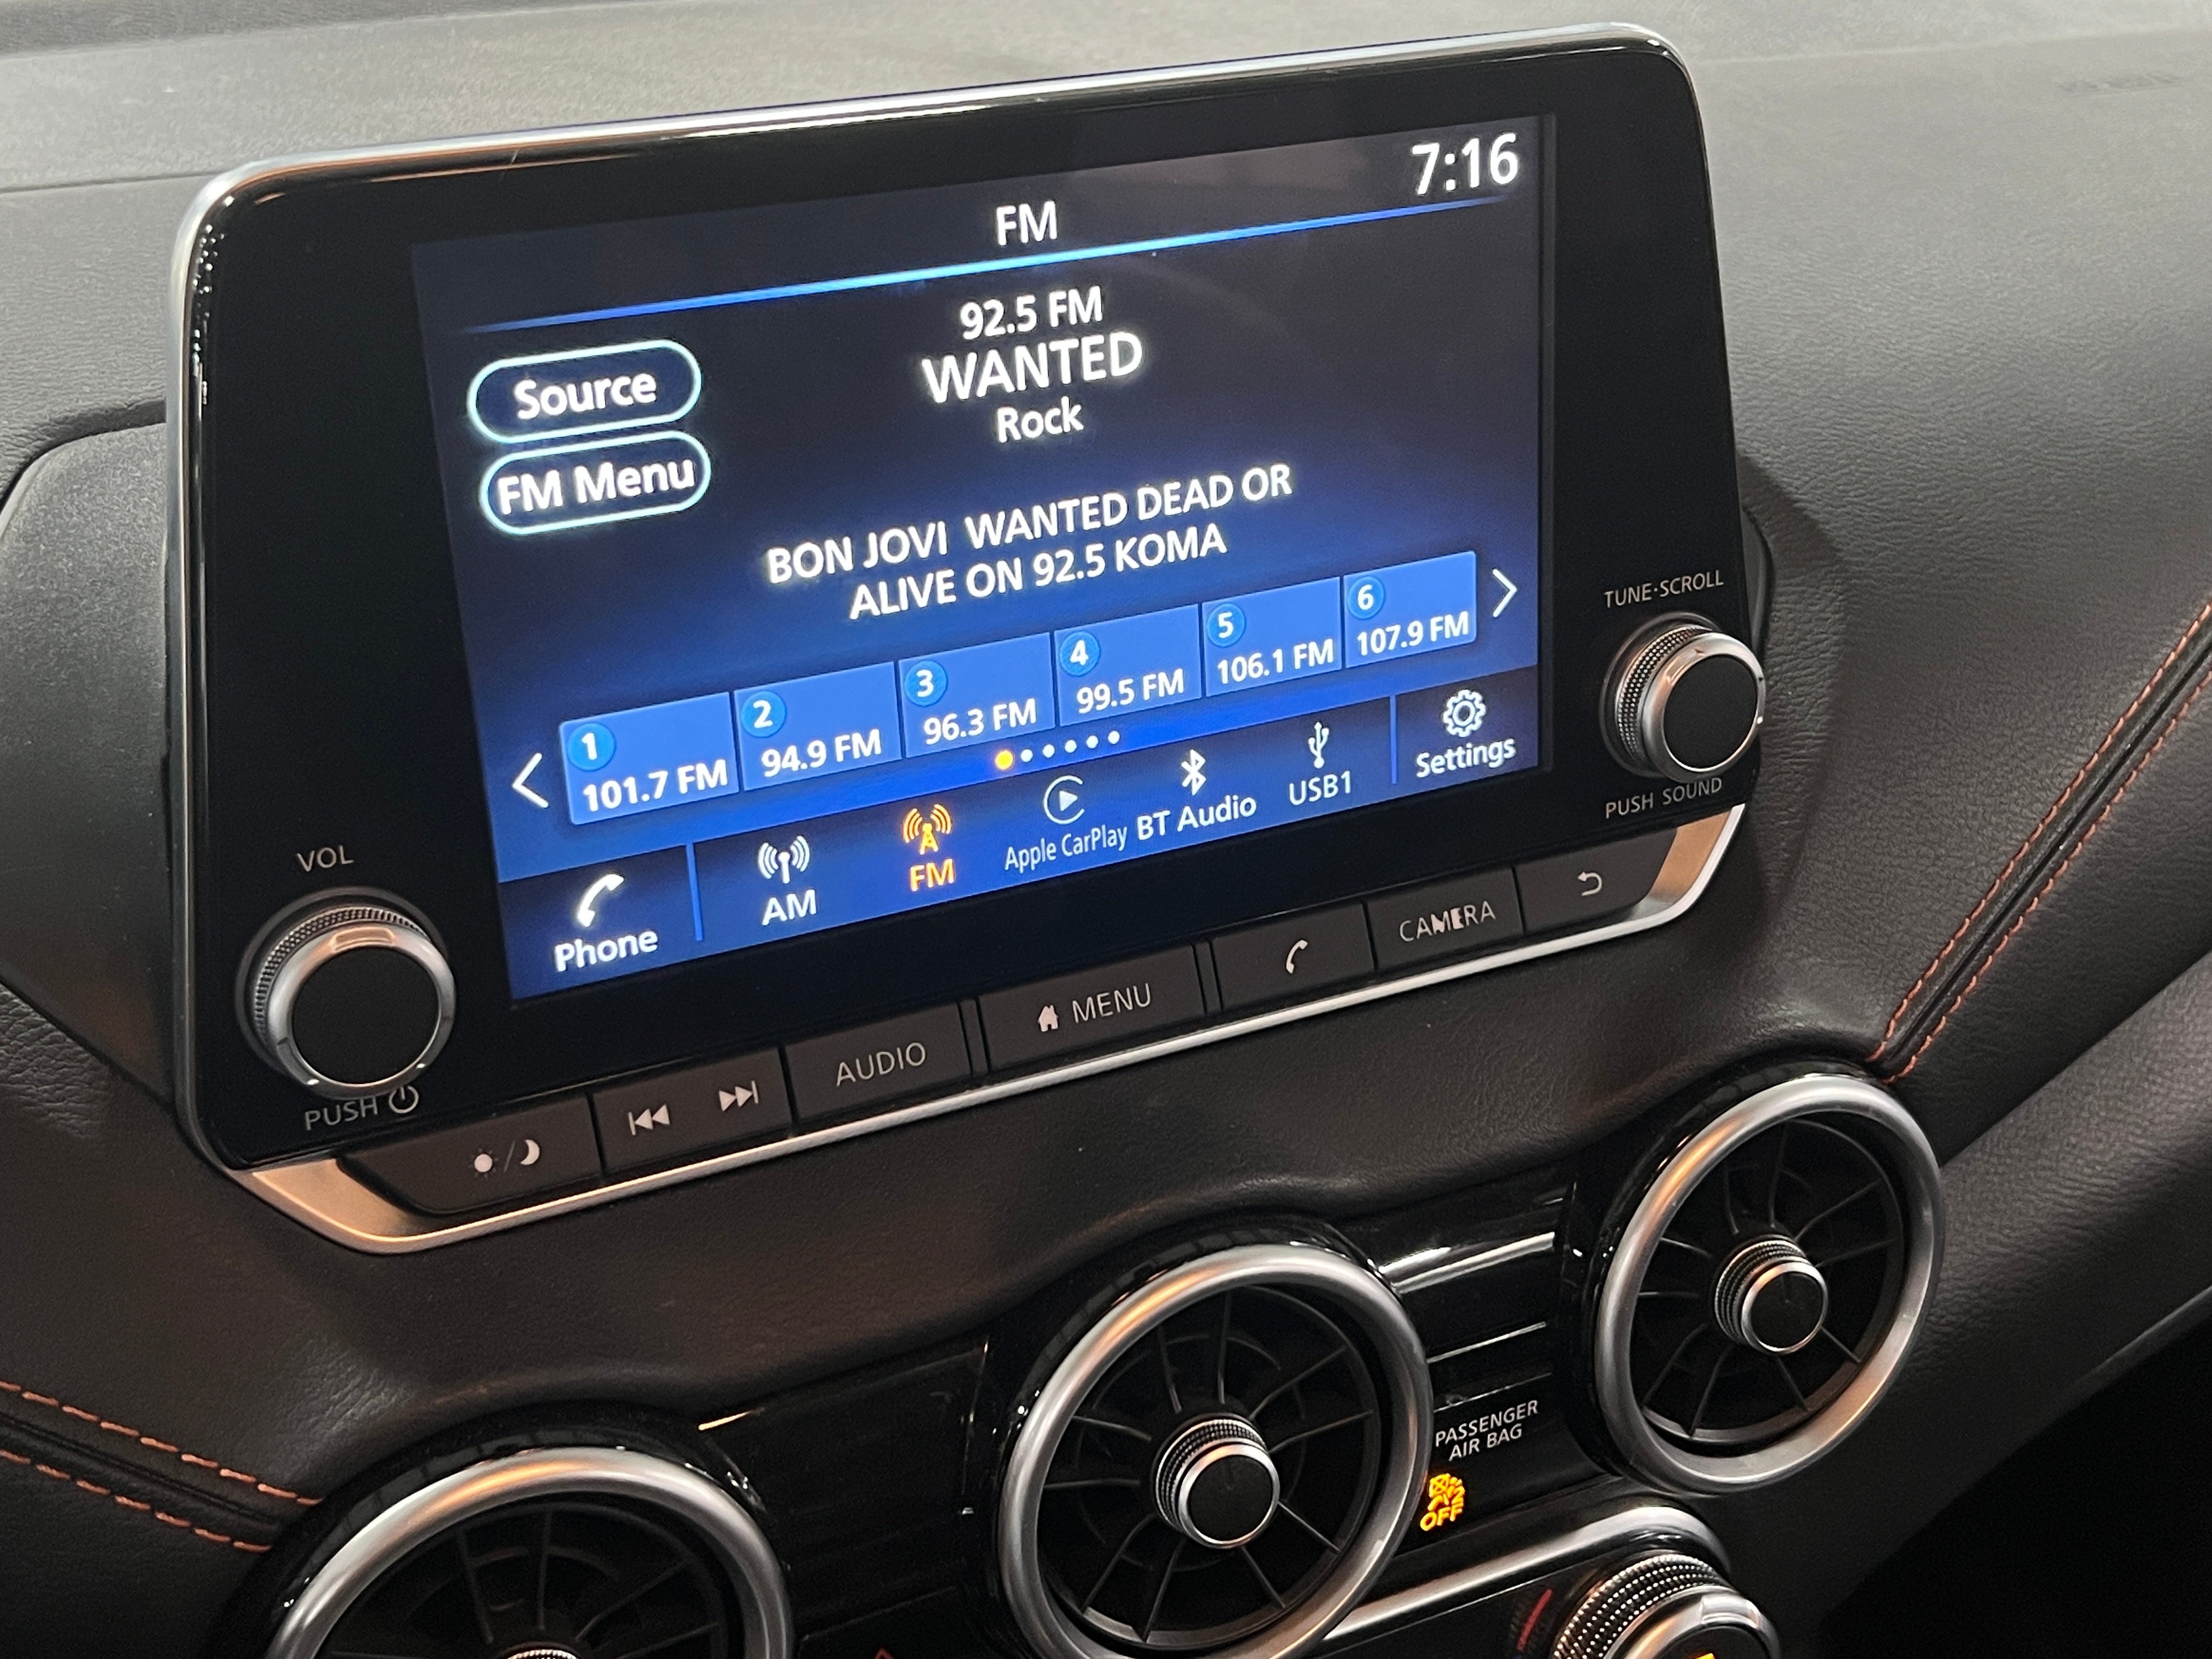 7:16
FM
92.5 FM
WANTED
Rock
Source
FM Menu
BON JOVI  WANTED DEAD OR
ALIVE ON 92.5 KOMA
1
101.7 FM
2
94.9 FM
3
96.3 FM
4
99.5 FM
5
106.1 FM
6
107.9 FM
Phone
AM
FM
Apple CarPlay
BT Audio
USB1
Settings
VOL
PUSH
TUNE·SCROLL
PUSH SOUND
AUDIO
MENU
CAMERA
PASSENGER
AIR BAG
OFF